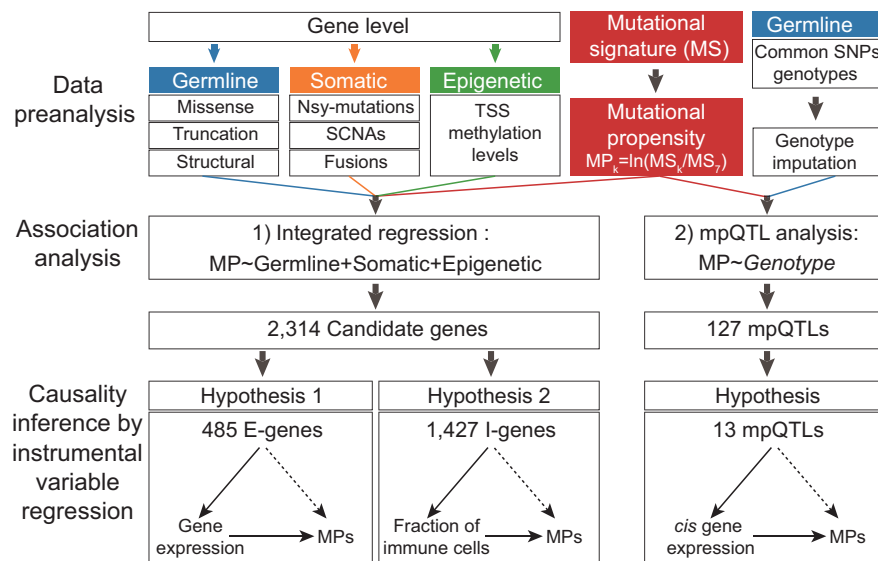 Gene level
Mutational
signature (MS)
Germline
Common SNPs
genotypes
Data
preanalysis
Germline
Missense
Truncation
Structural
Somatic
Nsy-mutations
SCNAs
Fusions
Epigenetic
TSS
methylation
levels
Mutational
propensity
MPk=ln(MSk/MS7)
Genotype
imputation
Association
analysis
1) Integrated regression :
MP~Germline+Somatic+Epigenetic
2) mpQTL analysis:
MP~Genotype
2,314 Candidate genes
127 mpQTLs
Causality
inference by
instrumental
variable
regression
Hypothesis 1
485 E-genes
Gene
expression
MPs
Hypothesis 2
1,427 I-genes
Fraction of
immune cells
MPs
Hypothesis
13 mpQTLs
cis gene
expression
MPs